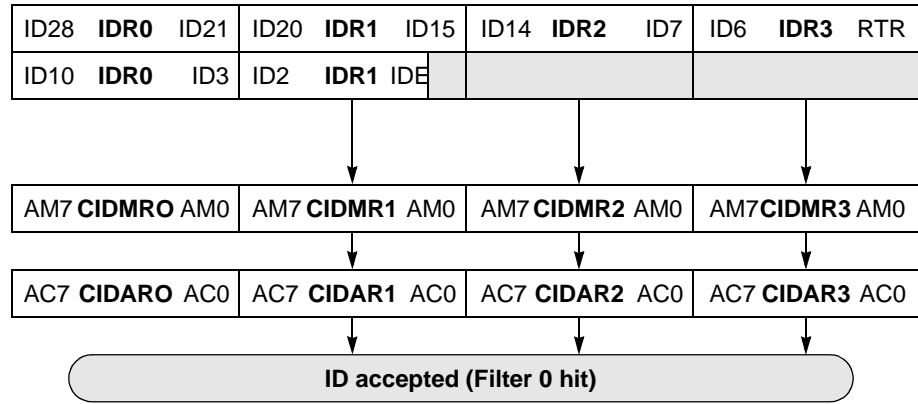 ID28 IDR0 ID21 ID20 IDR1 ID15 ID14 IDR2 ID7 ID6 IDR3 RTR
ID10 IDR0 ID3 ID2 IDR1 IDE
AM7 CIDMRO AM0 AM7 CIDMR1 AM0 AM7 CIDMR2 AM0 AM7 CIDMR3 AM0
AC7 CIDARO AC0 AC7 CIDAR1 AC0 AC7 CIDAR2 AC0 AC7 CIDAR3 AC0
ID accepted (Filter 0 hit)